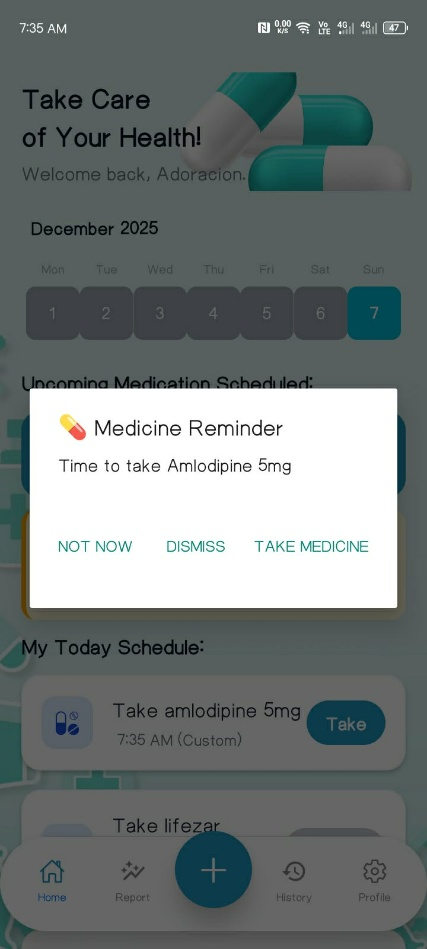 7:35 AM
0.00 K/S Vo LTE 4G 4G 47
Take Care
of Your Health!
Welcome back, Adoracion.
December 2025
Mon Tue Wed Thu Fri Sat Sun
1 2 3 4 5 6 7
Upcoming Medication Scheduled:
Medicine Reminder
Time to take Amlodipine 5mg
NOT NOW DISMISS TAKE MEDICINE
My Today Schedule:
Take amlodipine 5mg
7:35 AM (Custom)
Take
Take lifezar
Home Report History Profile